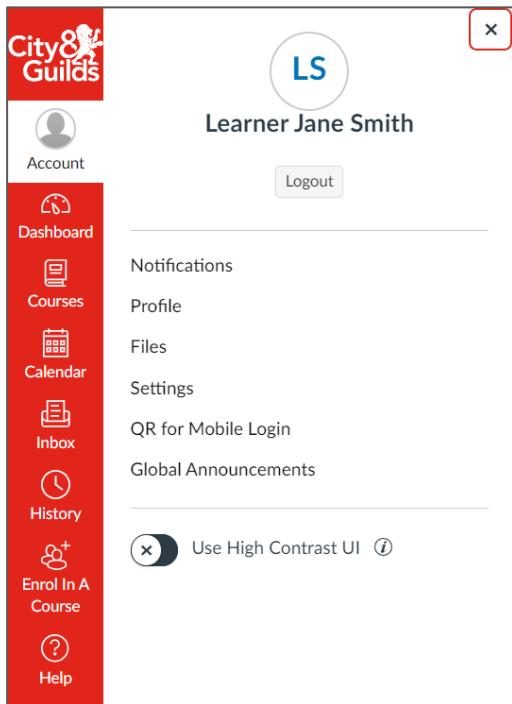 City&
Guilds
Account
Dashboard
Courses
Calendar
Inbox
History
Enrol In A
Course
Help
LS
Learner Jane Smith
Logout
Notifications
Profile
Files
Settings
QR for Mobile Login
Global Announcements
Use High Contrast UI